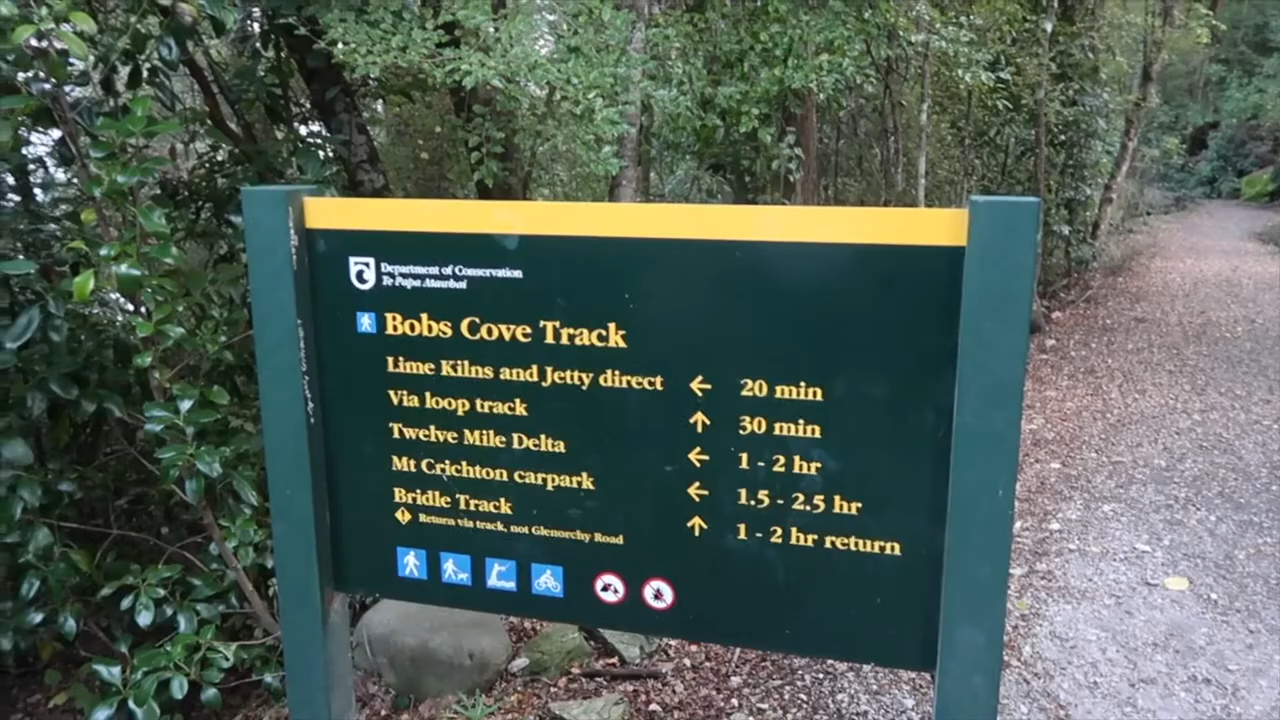 Department of Conservation
Te Papa Atawhai
Bobs Cove Track
Lime Kilns and Jetty direct ← 20 min
Via loop track ↑ 30 min
Twelve Mile Delta ← 1 - 2 hr
Mt Crichton carpark ← 1.5 - 2.5 hr
Bridle Track ↑ 1 - 2 hr return
Return via track, not Glenorchy Road